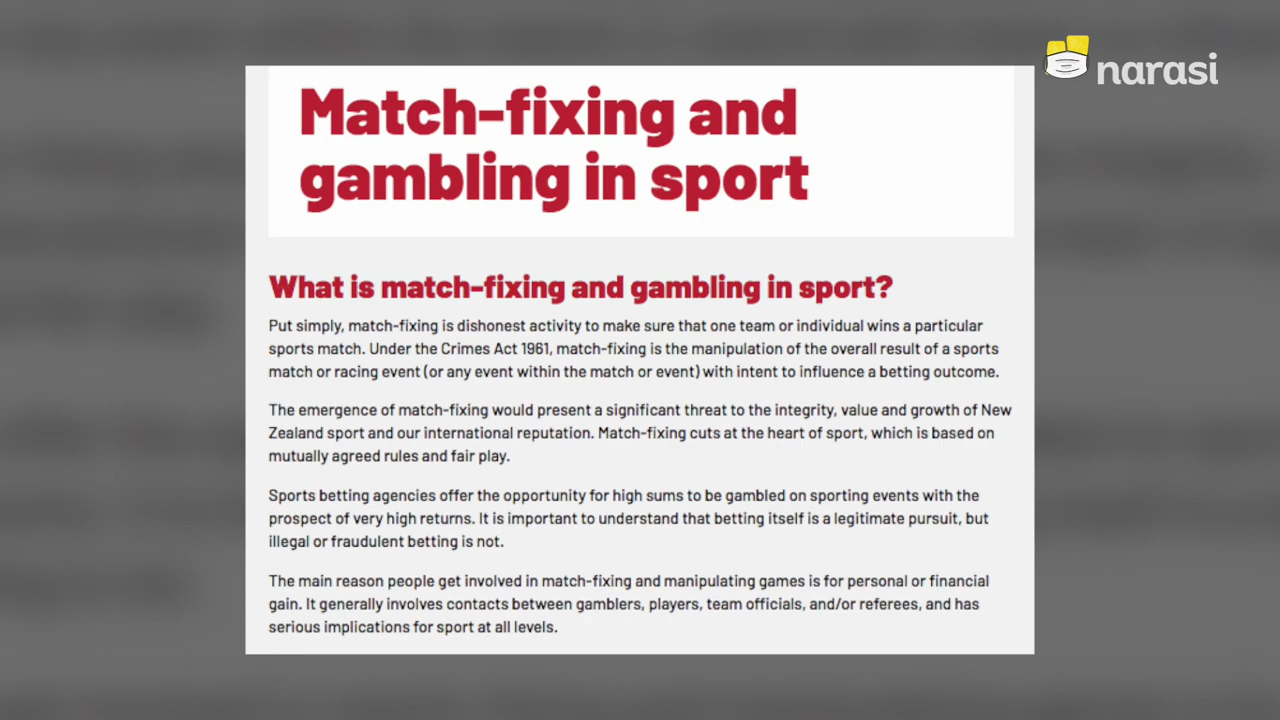 narasi
Match-fixing and
gambling in sport
What is match-fixing and gambling in sport?
Put simply, match-fixing is dishonest activity to make sure that one team or individual wins a particular
sports match. Under the Crimes Act 1961, match-fixing is the manipulation of the overall result of a sports
match or racing event (or any event within the match or event) with intent to influence a betting outcome.
The emergence of match-fixing would present a significant threat to the integrity, value and growth of New
Zealand sport and our international reputation. Match-fixing cuts at the heart of sport, which is based on
mutually agreed rules and fair play.
Sports betting agencies offer the opportunity for high sums to be gambled on sporting events with the
prospect of very high returns. It is important to understand that betting itself is a legitimate pursuit, but
illegal or fraudulent betting is not.
The main reason people get involved in match-fixing and manipulating games is for personal or financial
gain. It generally involves contacts between gamblers, players, team officials, and/or referees, and has
serious implications for sport at all levels.